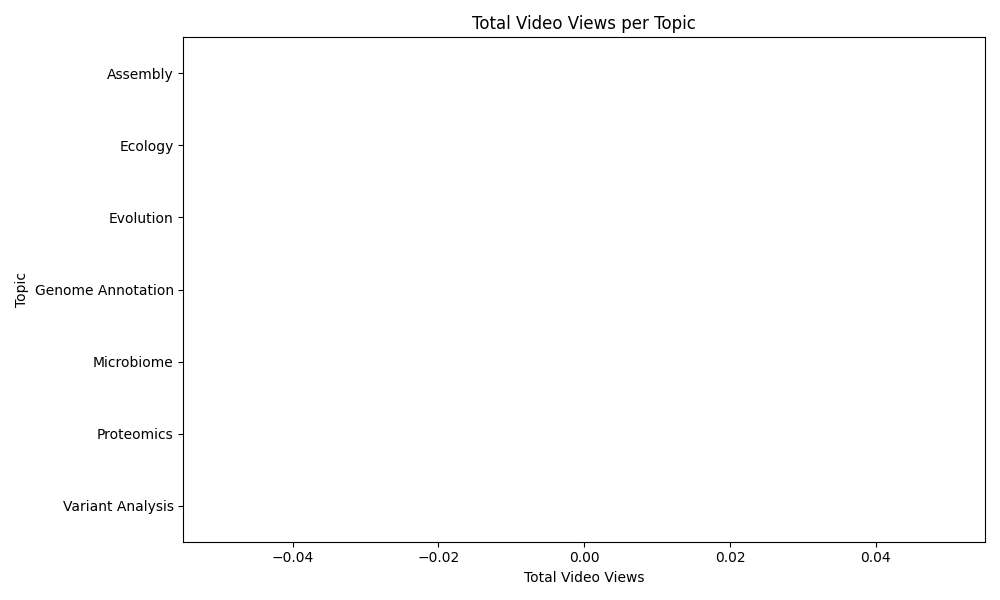 Total Video Views per Topic
Assembly
Ecology
Evolution
Genome Annotation
Microbiome
Proteomics
Variant Analysis
Topic
−0.04
−0.02
0.00
0.02
0.04
Total Video Views